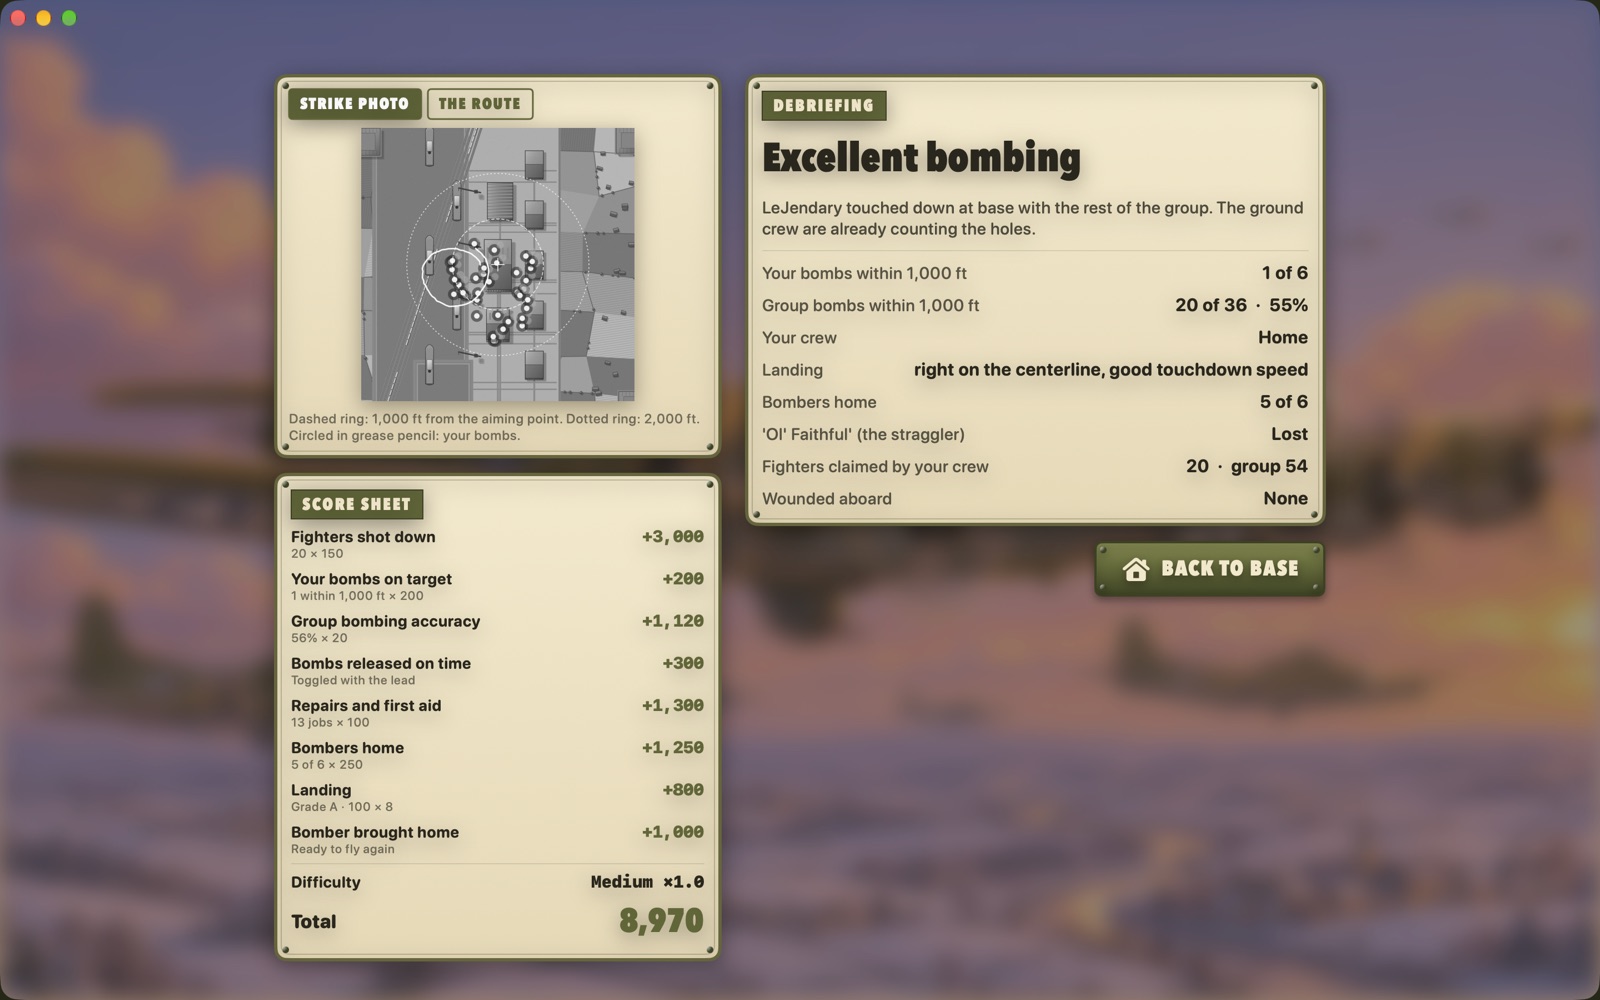 STRIKE PHOTO
THE ROUTE
Dashed ring: 1,000 ft from the aiming point. Dotted ring: 2,000 ft.
Circled in grease pencil: your bombs.
SCORE SHEET
Fighters shot down +3,000
20 × 150
Your bombs on target +200
1 within 1,000 ft × 200
Group bombing accuracy +1,120
56% × 20
Bombs released on time +300
Toggled with the lead
Repairs and first aid +1,300
13 jobs × 100
Bombers home +1,250
5 of 6 × 250
Landing +800
Grade A · 100 × 8
Bomber brought home +1,000
Ready to fly again
Difficulty Medium ×1.0
Total 8,970
DEBRIEFING
Excellent bombing
LeJendary touched down at base with the rest of the group. The ground
crew are already counting the holes.
Your bombs within 1,000 ft 1 of 6
Group bombs within 1,000 ft 20 of 36 · 55%
Your crew Home
Landing right on the centerline, good touchdown speed
Bombers home 5 of 6
'Ol' Faithful' (the straggler) Lost
Fighters claimed by your crew 20 · group 54
Wounded aboard None
BACK TO BASE